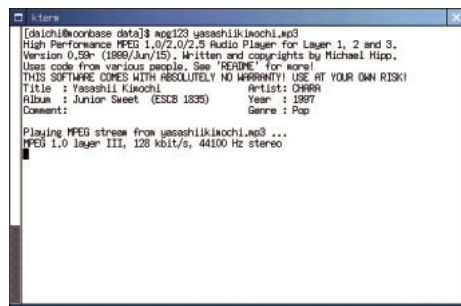 kterm
[daichi@moonbase data]$ mpg123 yasashiikimochi.mp3
High Performance MPEG 1.0/2.0/2.5 Audio Player for Layer 1, 2 and 3.
Version 0.59r (1999/Jun/15). Written and copyrights by Michael Hipp.
Uses code from various people. See 'README' for more!
THIS SOFTWARE COMES WITH ABSOLUTELY NO WARRANTY! USE AT YOUR OWN RISK!
Title : Yasashii Kimochi Artist: CHARA
Album : Junior Sweet (ESCB 1835) Year : 1997
Comment: Genre : Pop
Playing MPEG stream from yasashiikimochi.mp3 ...
MPEG 1.0 layer III, 128 kbit/s, 44100 Hz stereo